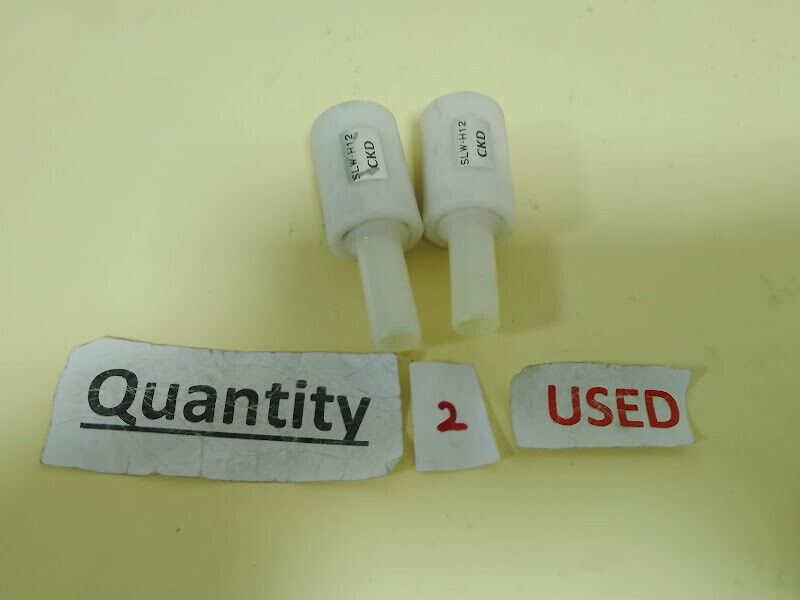 SLW-H12
CKD
SLW-H12
CKD
Quantity
2
USED